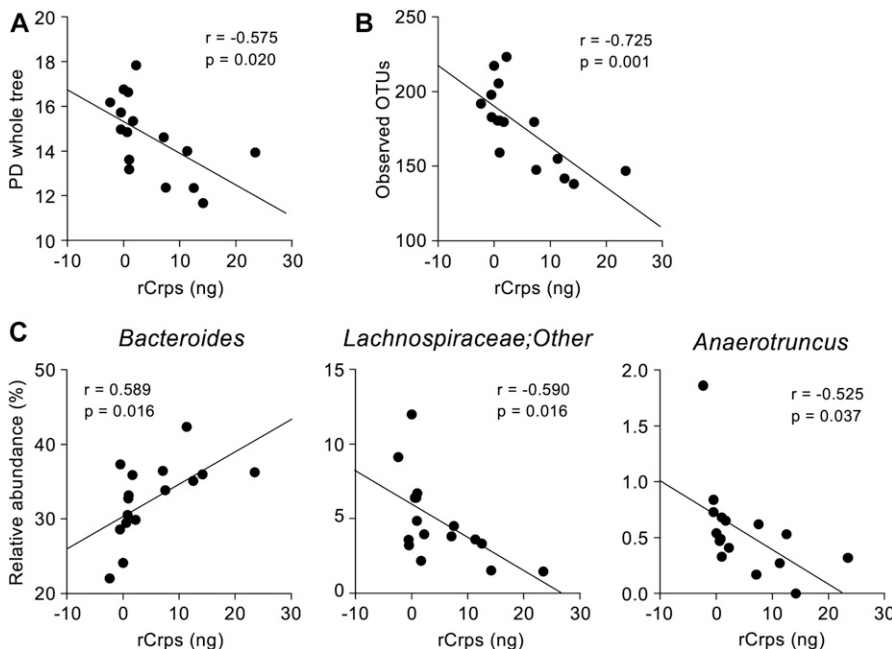 A
PD whole tree
20
18
16
14
12
10
r = -0.575
p = 0.020
-10 0 10 20 30
rCrps (ng)
B
Observed OTUs
250
200
150
100
r = -0.725
p = 0.001
-10 0 10 20 30
rCrps (ng)
C
Bacteroides
Relative abundance (%)
50
40
30
20
r = 0.589
p = 0.016
-10 0 10 20 30
rCrps (ng)
Lachnospiraceae;Other
15
10
5
0
r = -0.590
p = 0.016
-10 0 10 20 30
rCrps (ng)
Anaerotruncus
2.0
1.5
1.0
0.5
0
r = -0.525
p = 0.037
-10 0 10 20 30
rCrps (ng)